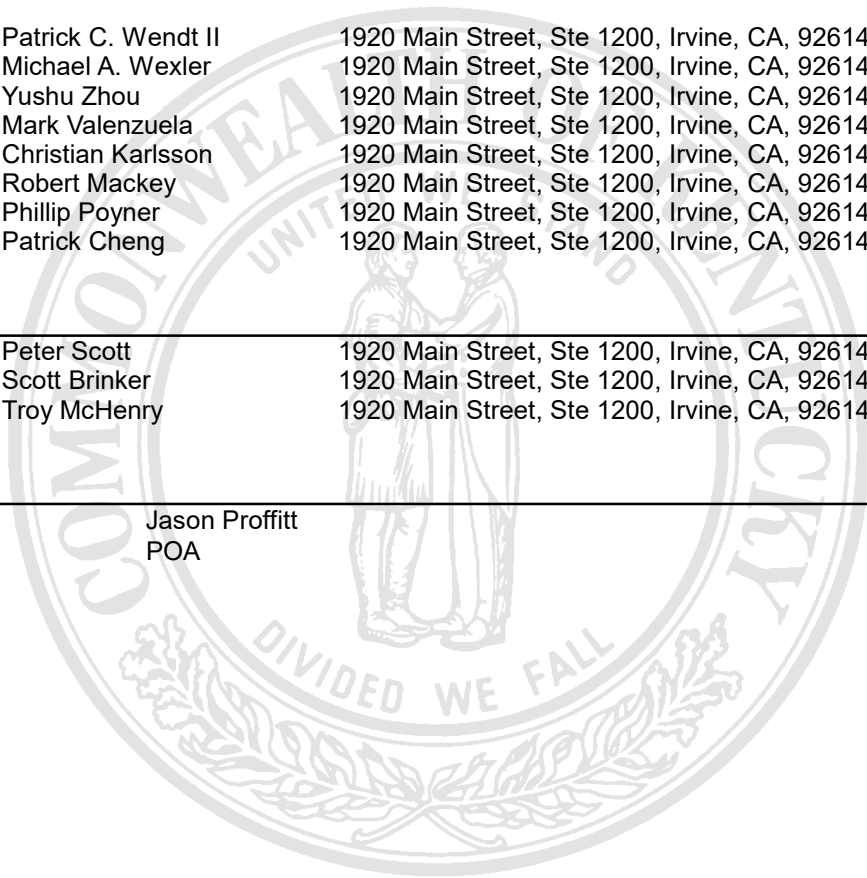 Patrick C. Wendt II 1920 Main Street, Ste 1200, Irvine, CA, 92614
Michael A. Wexler 1920 Main Street, Ste 1200, Irvine, CA, 92614
Yushu Zhou 1920 Main Street, Ste 1200, Irvine, CA, 92614
Mark Valenzuela 1920 Main Street, Ste 1200, Irvine, CA, 92614
Christian Karlsson 1920 Main Street, Ste 1200, Irvine, CA, 92614
Robert Mackey 1920 Main Street, Ste 1200, Irvine, CA, 92614
Phillip Poyner 1920 Main Street, Ste 1200, Irvine, CA, 92614
Patrick Cheng 1920 Main Street, Ste 1200, Irvine, CA, 92614
Peter Scott 1920 Main Street, Ste 1200, Irvine, CA, 92614
Scott Brinker 1920 Main Street, Ste 1200, Irvine, CA, 92614
Troy McHenry 1920 Main Street, Ste 1200, Irvine, CA, 92614
Jason Proffitt
POA
COMMONWEALTH OF KENTUCKY
UNITED WE STAND
DIVIDED WE FALL